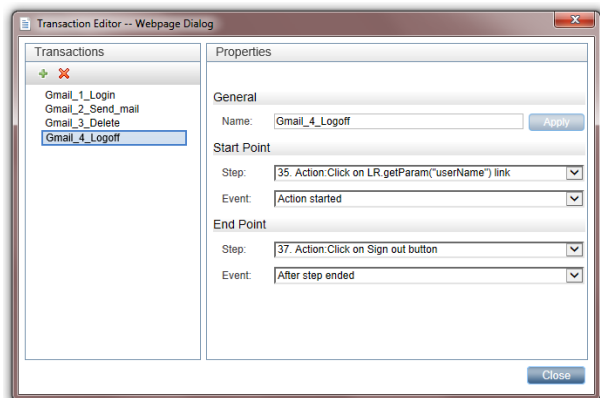 Transaction Editor -- Webpage Dialog
Transactions
Gmail_1_Login
Gmail_2_Send_mail
Gmail_3_Delete
Gmail_4_Logoff
Properties
General
Name: Gmail_4_Logoff Apply
Start Point
Step: 35. Action:Click on LR.getParam("userName") link
Event: Action started
End Point
Step: 37. Action:Click on Sign out button
Event: After step ended
Close